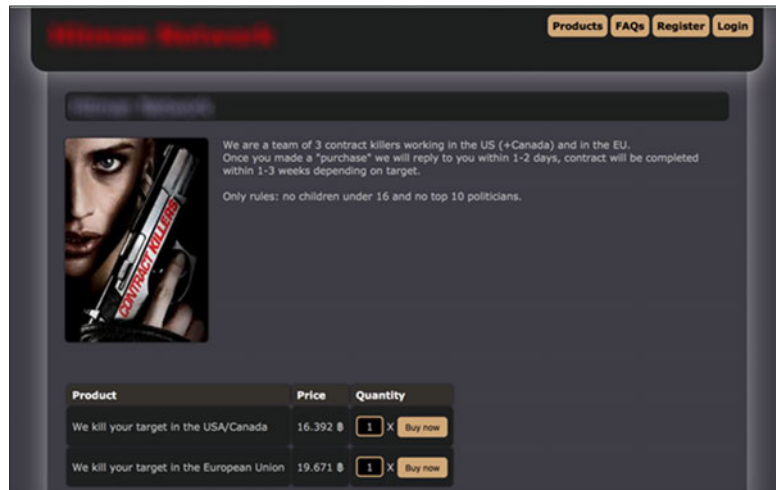 Products FAQs Register Login
We are a team of 3 contract killers working in the US (+Canada) and in the EU.
Once you made a "purchase" we will reply to you within 1-2 days, contract will be completed
within 1-3 weeks depending on target.
Only rules: no children under 16 and no top 10 politicians.
CONTRACT KILLERS
Product Price Quantity
We kill your target in the USA/Canada 16.392 ฿ 1 X Buy now
We kill your target in the European Union 19.671 ฿ 1 X Buy now